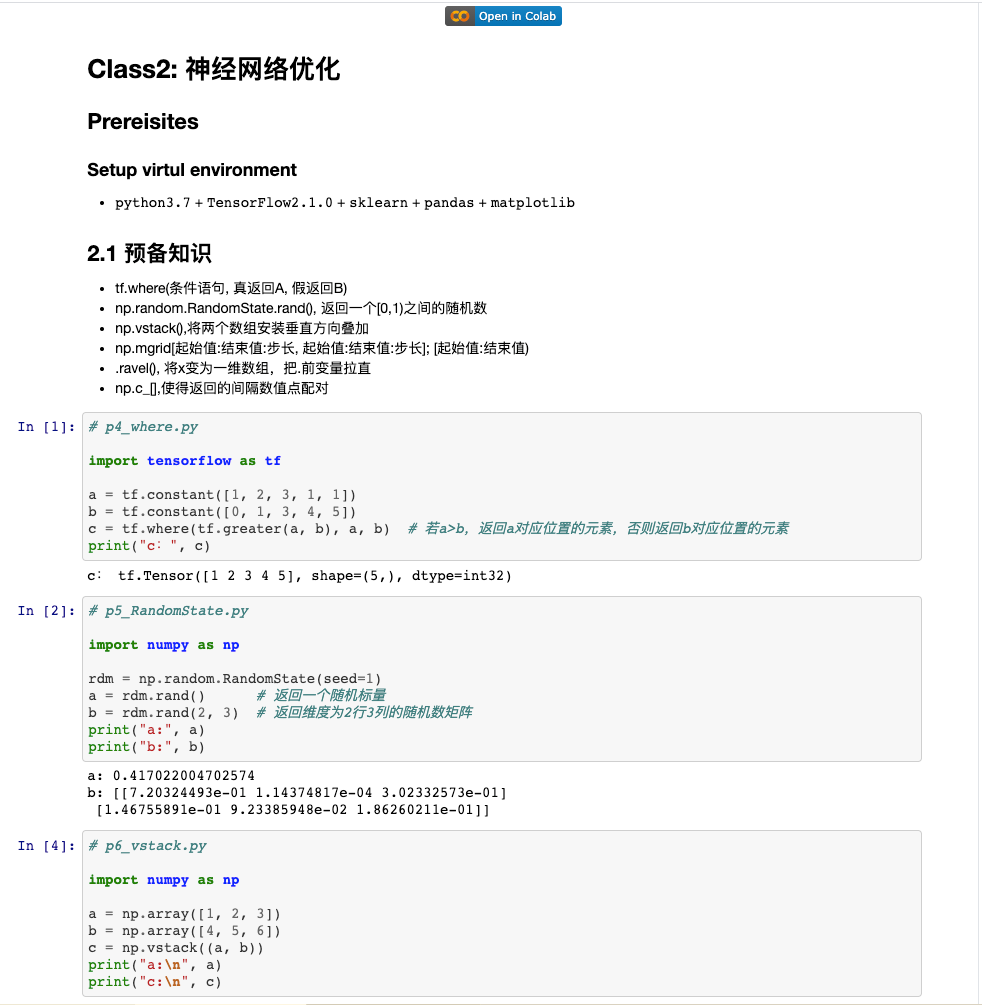 Open in Colab
Class2: 神经网络优化
Prereisites
Setup virtul environment
• python3.7 + TensorFlow2.1.0 + sklearn + pandas + matplotlib
2.1 预备知识
• tf.where(条件语句, 真返回A, 假返回B)
• np.random.RandomState.rand(), 返回一个[0,1)之间的随机数
• np.vstack(),将两个数组安装垂直方向叠加
• np.mgrid[起始值:结束值:步长, 起始值:结束值:步长]; [起始值:结束值)
• .ravel(), 将x变为一维数组，把.前变量拉直
• np.c_[],使得返回的间隔数值点配对
In [1]: # p4_where.py
import tensorflow as tf
a = tf.constant([1, 2, 3, 1, 1])
b = tf.constant([0, 1, 3, 4, 5])
c = tf.where(tf.greater(a, b), a, b)  # 若a>b，返回a对应位置的元素，否则返回b对应位置的元素
print("c：", c)
c： tf.Tensor([1 2 3 4 5], shape=(5,), dtype=int32)
In [2]: # p5_RandomState.py
import numpy as np
rdm = np.random.RandomState(seed=1)
a = rdm.rand()      # 返回一个随机标量
b = rdm.rand(2, 3)  # 返回维度为2行3列的随机数矩阵
print("a:", a)
print("b:", b)
a: 0.417022004702574
b: [[7.20324493e-01 1.14374817e-04 3.02332573e-01]
[1.46755891e-01 9.23385948e-02 1.86260211e-01]]
In [4]: # p6_vstack.py
import numpy as np
a = np.array([1, 2, 3])
b = np.array([4, 5, 6])
c = np.vstack((a, b))
print("a:\n", a)
print("c:\n", c)